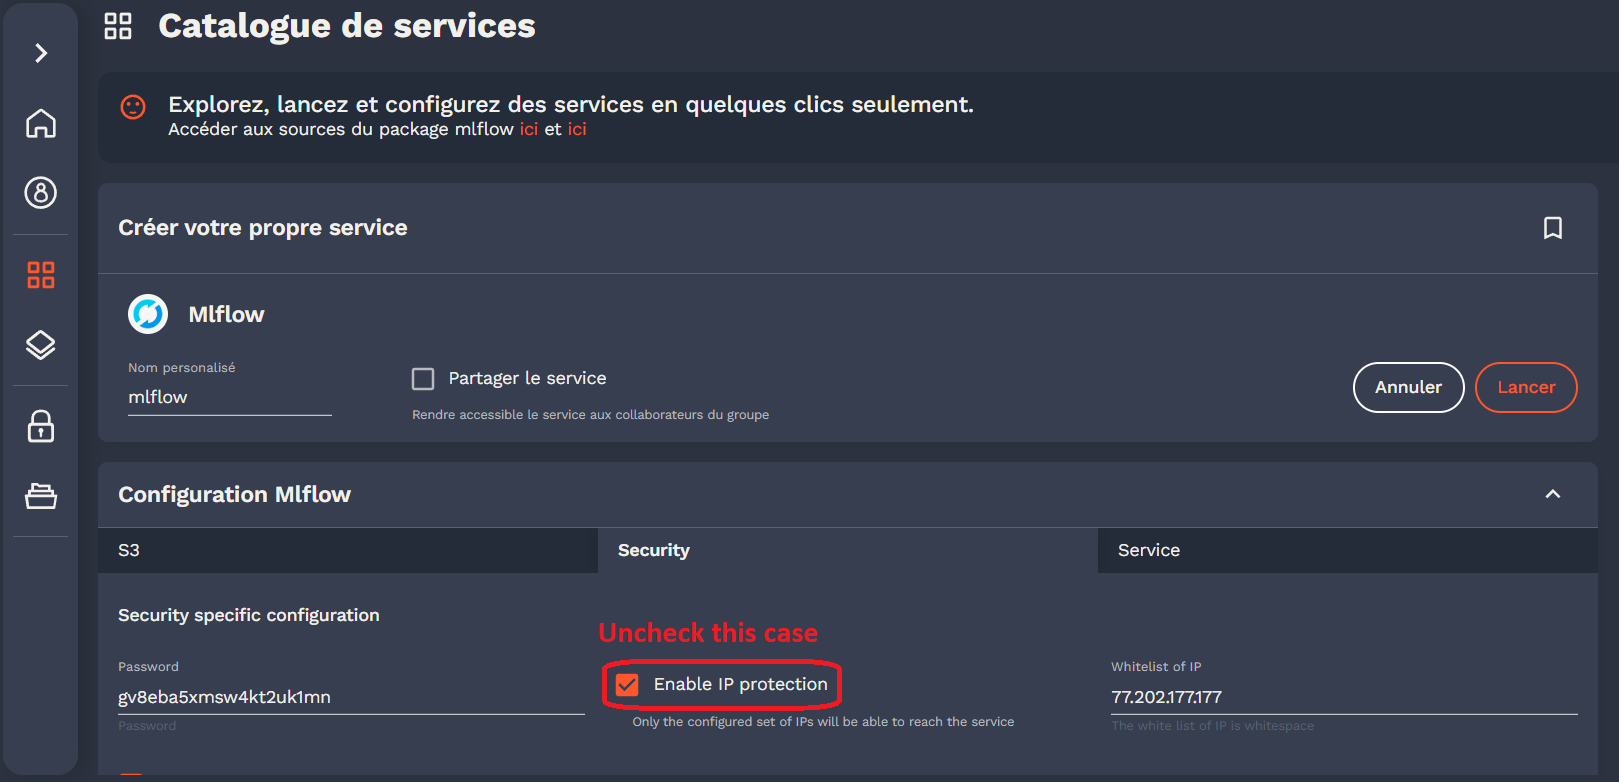 Catalogue de services
Explorez, lancez et configurez des services en quelques clics seulement.
Accéder aux sources du package mlflow ici et ici
Créer votre propre service
Mlflow
Nom personalisé
mlflow
Partager le service
Rendre accessible le service aux collaborateurs du groupe
Annuler
Lancer
Configuration Mlflow
S3
Security
Service
Security specific configuration
Uncheck this case
Password
gv8eba5xmsw4kt2uk1mn
Password
Enable IP protection
Only the configured set of IPs will be able to reach the service
Whitelist of IP
77.202.177.177
The white list of IP is whitespace